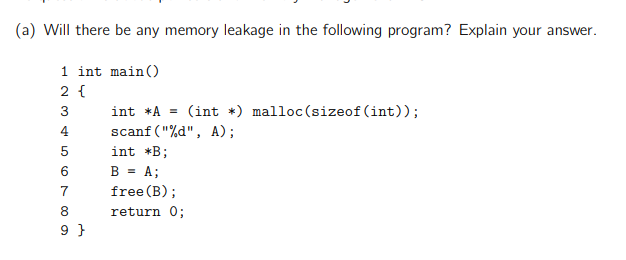 (a) Will there be any memory leakage in the following program? Explain your answer.
1 int main()
2 {
3 int *A = (int *) malloc(sizeof(int));
4 scanf("%d", A);
5 int *B;
6 B = A;
7 free(B);
8 return 0;
9 }